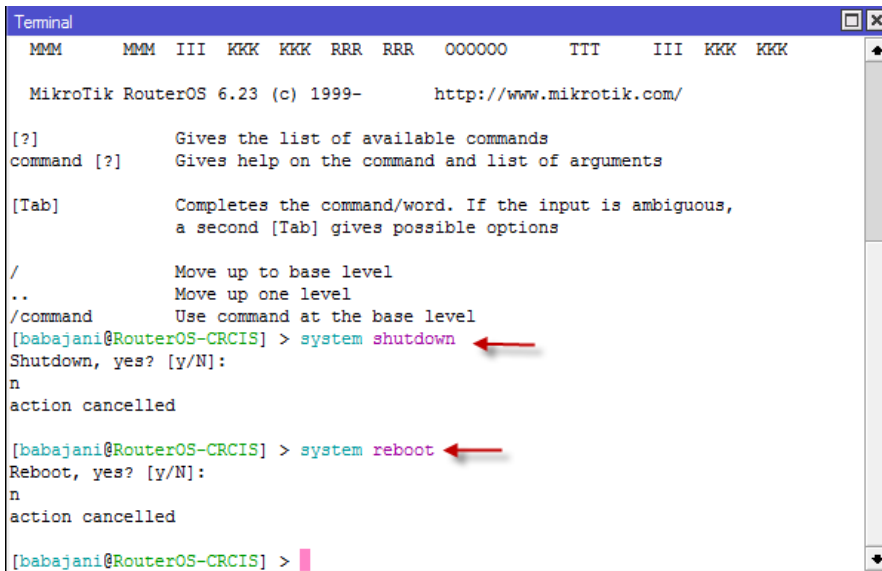 Terminal
MMM      MMM  III  KKK  KKK  RRR  RRR   OOOOOO      TTT      III  KKK  KKK
MikroTik RouterOS 6.23 (c) 1999-       http://www.mikrotik.com/
[?]             Gives the list of available commands
command [?]     Gives help on the command and list of arguments
[Tab]           Completes the command/word. If the input is ambiguous,
                a second [Tab] gives possible options
/               Move up to base level
..              Move up one level
/command        Use command at the base level
[babajani@RouterOS-CRCIS] > system shutdown
Shutdown, yes? [y/N]:
n
action cancelled
[babajani@RouterOS-CRCIS] > system reboot
Reboot, yes? [y/N]:
n
action cancelled
[babajani@RouterOS-CRCIS] >